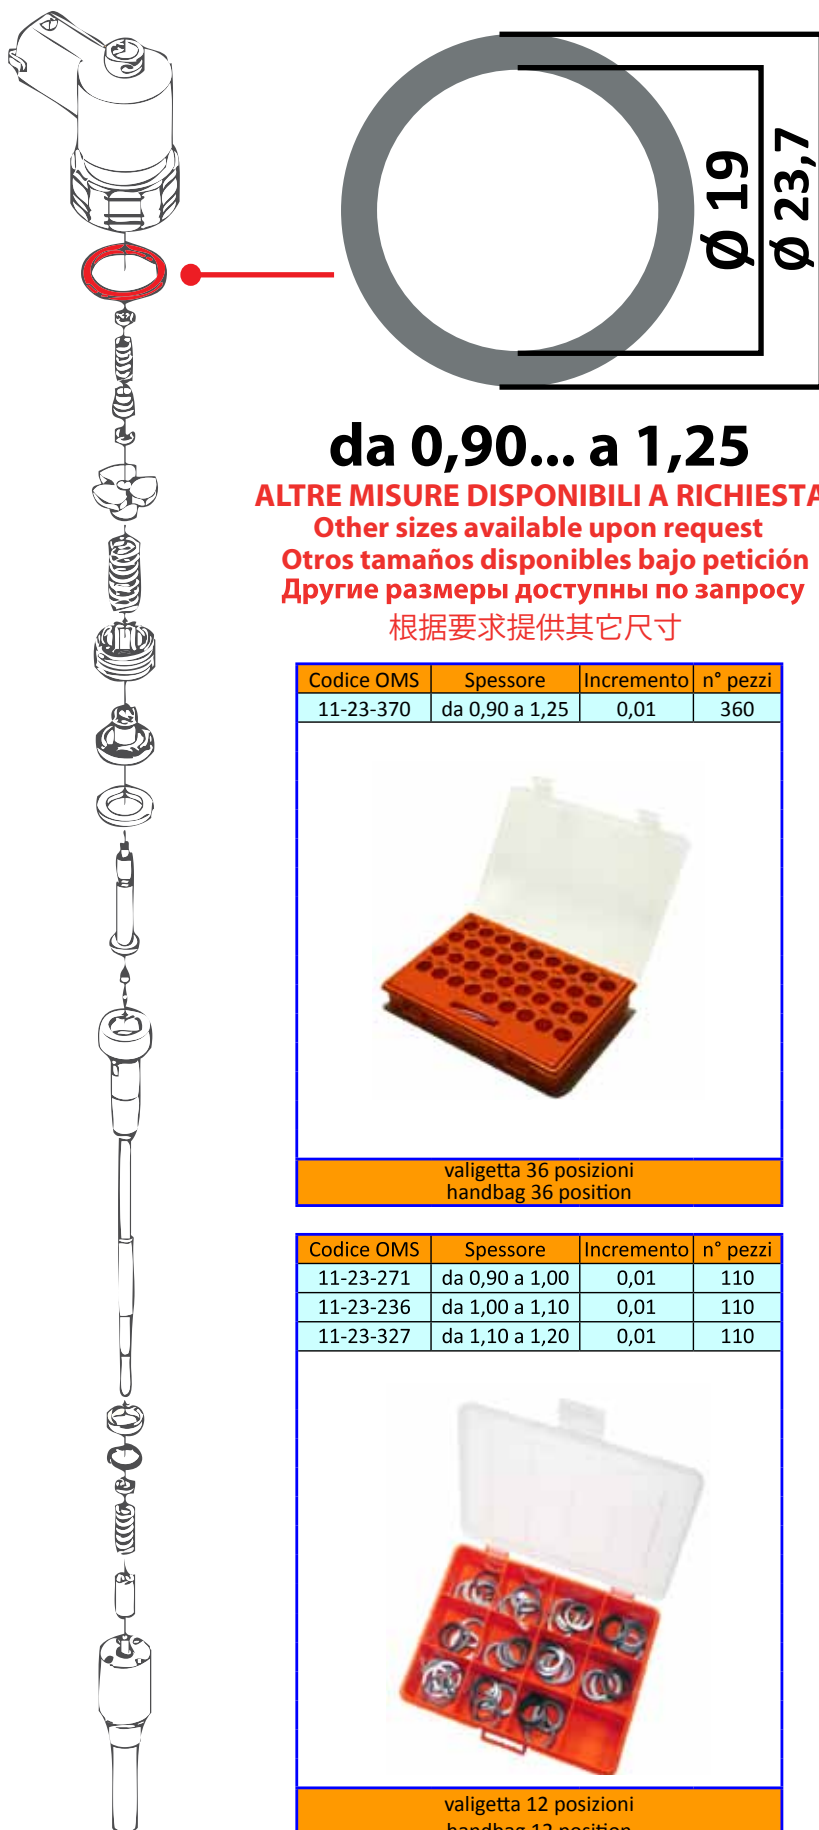 Ø 19
Ø 23,7
da 0,90... a 1,25
ALTRE MISURE DISPONIBILI A RICHIESTA
Other sizes available upon request
Otros tamaños disponibles bajo petición
Другие размеры доступны по запросу
根据要求提供其它尺寸
Codice OMS Spessore Incremento n° pezzi
11-23-370 da 0,90 a 1,25 0,01 360
valigetta 36 posizioni
handbag 36 position
Codice OMS Spessore Incremento n° pezzi
11-23-271 da 0,90 a 1,00 0,01 110
11-23-236 da 1,00 a 1,10 0,01 110
11-23-327 da 1,10 a 1,20 0,01 110
valigetta 12 posizioni
handbag 12 position